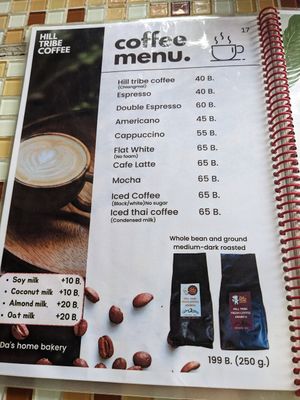 HILL
TRIBE
COFFEE
coffee
menu.
17
Hill tribe coffee 40 B.
(Chiangmai)
Espresso 40 B.
Double Espresso 60 B.
Americano 45 B.
Cappuccino 55 B.
Flat White 65 B.
(No foam)
Cafe Latte 65 B.
Mocha 65 B.
Iced Coffee 65 B.
(Black/white)No sugar
Iced thai coffee 65 B.
(Condensed milk)
• Soy milk +10 B.
• Coconut milk +10 B.
• Almond milk +20 B.
• Oat milk +20 B.
Whole bean and ground
medium-dark roasted
Da's home bakery
199 B. (250 g.)